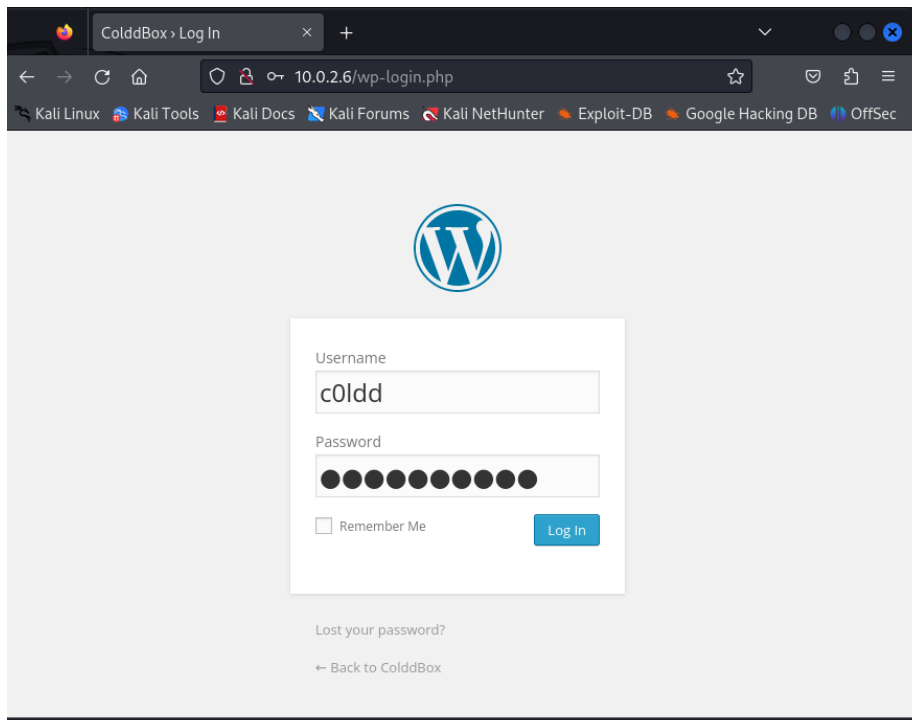 ColddBox › Log In
10.0.2.6/wp-login.php
Kali Linux Kali Tools Kali Docs Kali Forums Kali NetHunter Exploit-DB Google Hacking DB OffSec
Username
c0ldd
Password
●●●●●●●●●●
Remember Me
Log In
Lost your password?
← Back to ColddBox